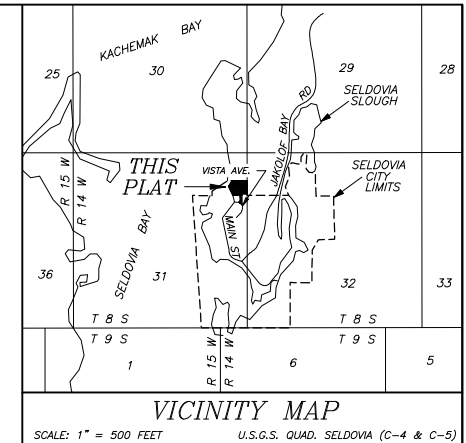 KACHEMAK BAY
25
30
29
28
SELDOVIA
SLOUGH
JAKOLOF BAY RD
THIS
PLAT
VISTA AVE.
SELDOVIA
CITY
LIMITS
R 15 W
R 14 W
MAIN ST
SELDOVIA BAY
36
31
32
33
T 8 S
T 9 S
T 8 S
T 9 S
1
R 15 W
R 14 W
6
5
VICINITY MAP
SCALE: 1" = 500 FEET U.S.G.S. QUAD. SELDOVIA (C-4 & C-5)